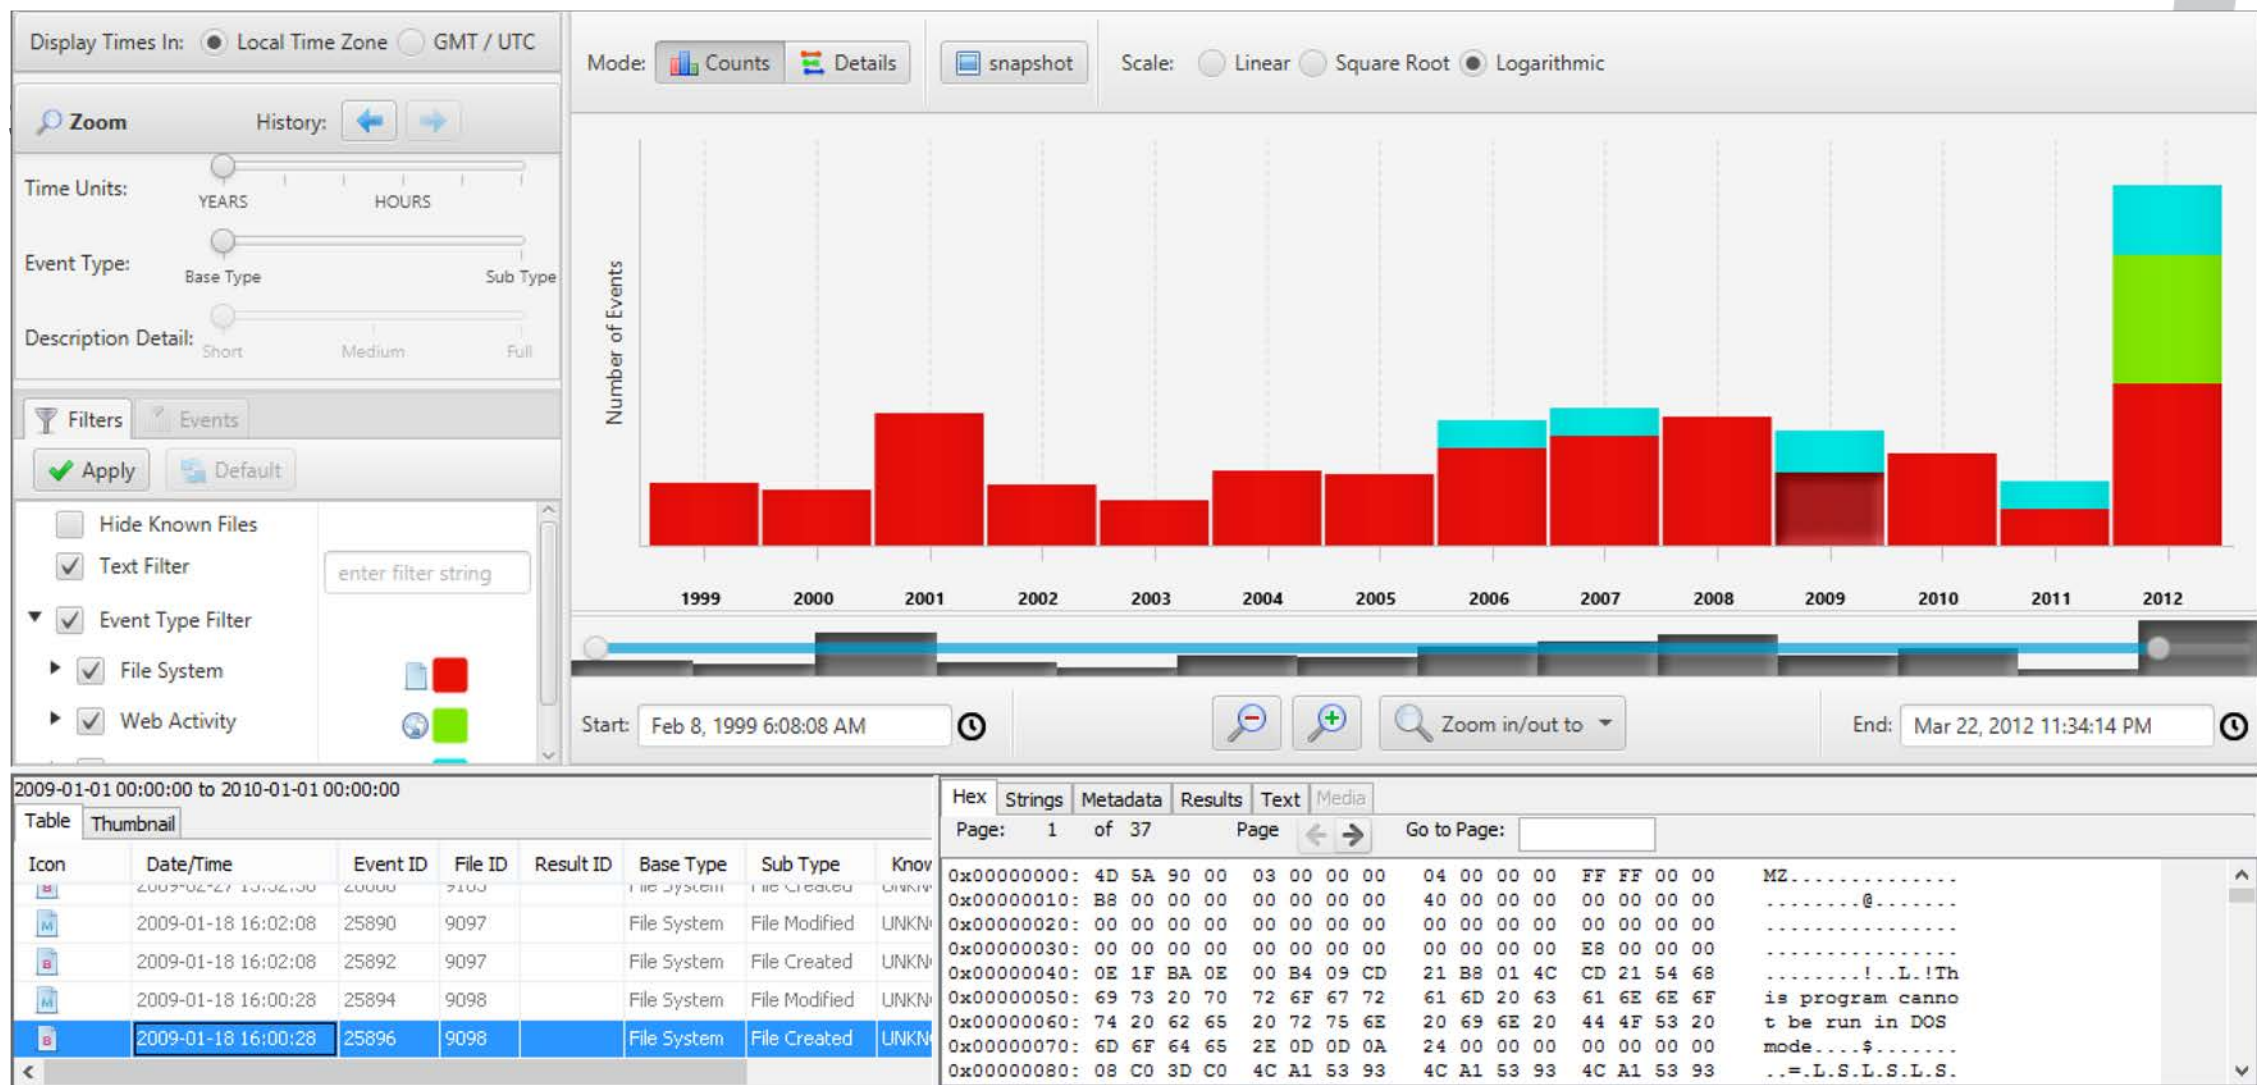 Display Times In: Local Time Zone GMT / UTC
Mode: Counts Details snapshot Scale: Linear Square Root Logarithmic
Zoom History:
Time Units:
YEARS HOURS
Event Type:
Base Type Sub Type
Description Detail:
Short Medium Full
Filters Events
Apply Default
Hide Known Files
Text Filter enter filter string
Event Type Filter
File System
Web Activity
Number of Events
1999 2000 2001 2002 2003 2004 2005 2006 2007 2008 2009 2010 2011 2012
Start: Feb 8, 1999 6:08:08 AM Zoom in/out to End: Mar 22, 2012 11:34:14 PM
2009-01-01 00:00:00 to 2010-01-01 00:00:00
Table Thumbnail
Icon Date/Time Event ID File ID Result ID Base Type Sub Type Know
M 2009-01-18 16:02:08 25890 9097 File System File Modified UNKN
B 2009-01-18 16:02:08 25892 9097 File System File Created UNKN
M 2009-01-18 16:00:28 25894 9098 File System File Modified UNKN
B 2009-01-18 16:00:28 25896 9098 File System File Created UNKN
Hex Strings Metadata Results Text Media
Page: 1 of 37 Page Go to Page:
0x00000000: 4D 5A 90 00 03 00 00 00 04 00 00 00 FF FF 00 00 MZ..............
0x00000010: B8 00 00 00 00 00 00 00 40 00 00 00 00 00 00 00 ........@.......
0x00000020: 00 00 00 00 00 00 00 00 00 00 00 00 00 00 00 00 ................
0x00000030: 00 00 00 00 00 00 00 00 00 00 00 00 E8 00 00 00 ................
0x00000040: 0E 1F BA 0E 00 B4 09 CD 21 B8 01 4C CD 21 54 68 ........!..L.!Th
0x00000050: 69 73 20 70 72 6F 67 72 61 6D 20 63 61 6E 6E 6F is program canno
0x00000060: 74 20 62 65 20 72 75 6E 20 69 6E 20 44 4F 53 20 t be run in DOS
0x00000070: 6D 6F 64 65 2E 0D 0D 0A 24 00 00 00 00 00 00 00 mode....$.......
0x00000080: 08 C0 3D C0 4C A1 53 93 4C A1 53 93 4C A1 53 93 ..=.L.S.L.S.L.S.